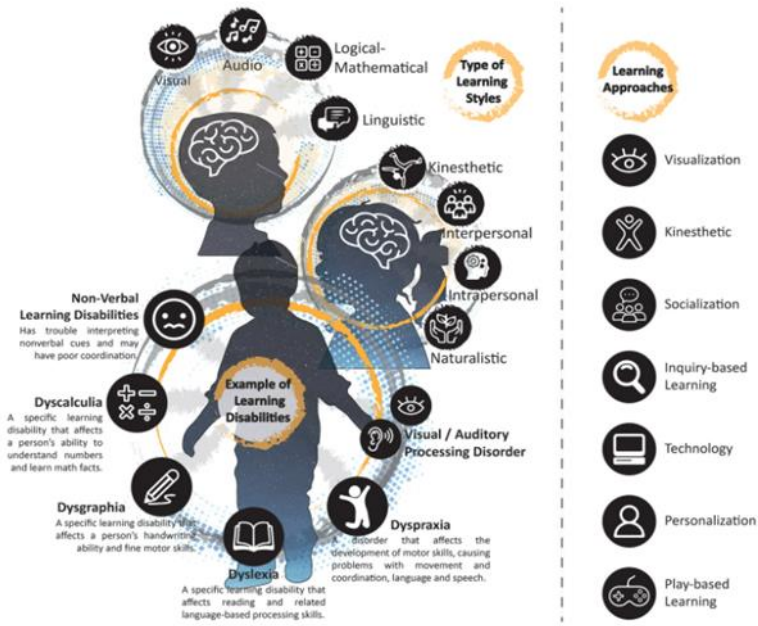 Type of
Learning
Styles
Visual
Audio
Logical-
Mathematical
Linguistic
Kinesthetic
Interpersonal
Intrapersonal
Naturalistic
Example of
Learning
Disabilities
Non-Verbal
Learning Disabilities
Has trouble interpreting
nonverbal cues and may
have poor coordination.
Dyscalculia
A specific learning
disability that affects
a person's ability to
understand numbers
and learn math facts.
Dysgraphia
A specific learning disability that
affects a person's handwriting
ability and fine motor skills.
Dyslexia
A specific learning disability that
affects reading and related
language-based processing skills.
Dyspraxia
A disorder that affects the
development of motor skills, causing
problems with movement and
coordination, language and speech.
Visual / Auditory
Processing Disorder
Learning
Approaches
Visualization
Kinesthetic
Socialization
Inquiry-based
Learning
Technology
Personalization
Play-based
Learning